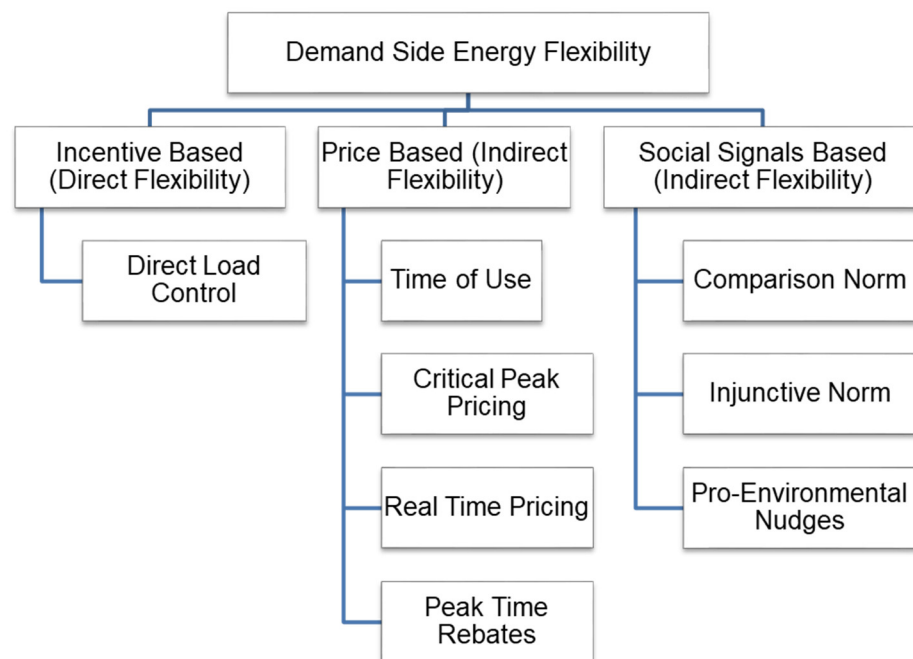 Demand Side Energy Flexibility
Incentive Based
(Direct Flexibility)
Direct Load
Control
Price Based (Indirect
Flexibility)
Time of Use
Critical Peak
Pricing
Real Time Pricing
Peak Time
Rebates
Social Signals Based
(Indirect Flexibility)
Comparison Norm
Injunctive Norm
Pro-Environmental
Nudges